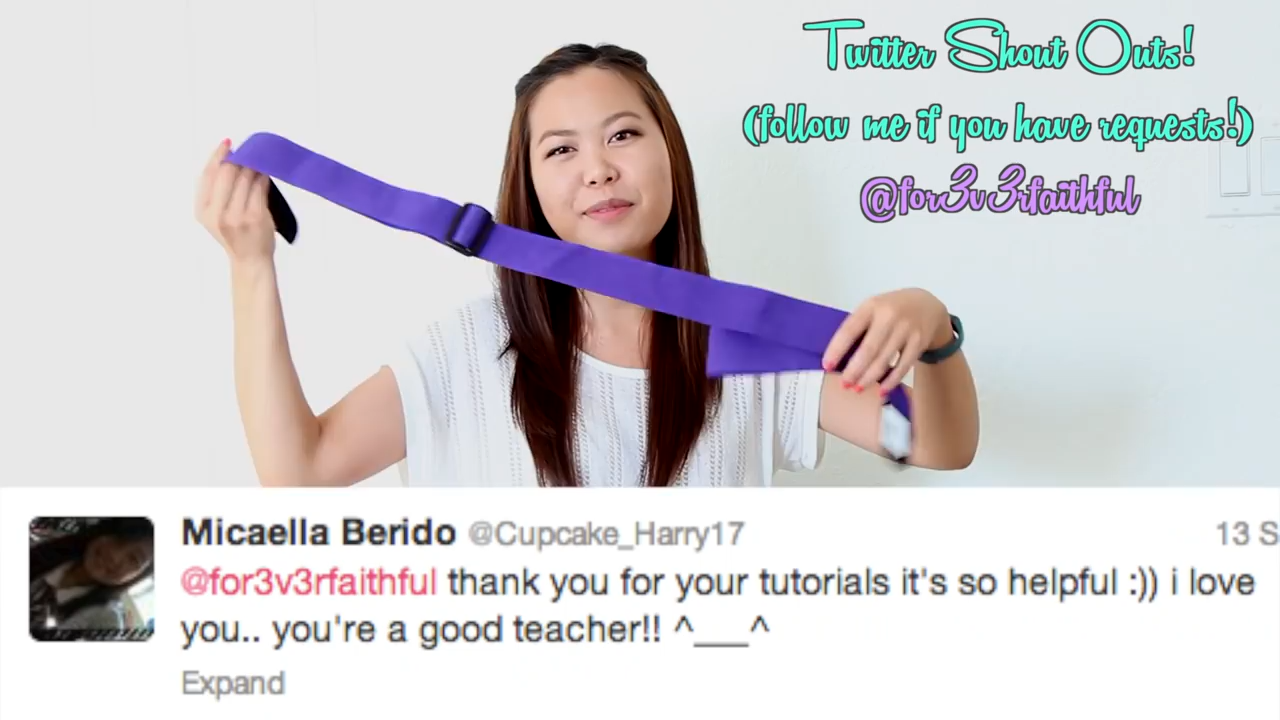 Twitter Shout Outs!
(follow me if you have requests!)
@for3v3rfaithful
Micaella Berido @Cupcake_Harry17
13 S
@for3v3rfaithful thank you for your tutorials it's so helpful :)) i love
you.. you're a good teacher!! ^___^
Expand